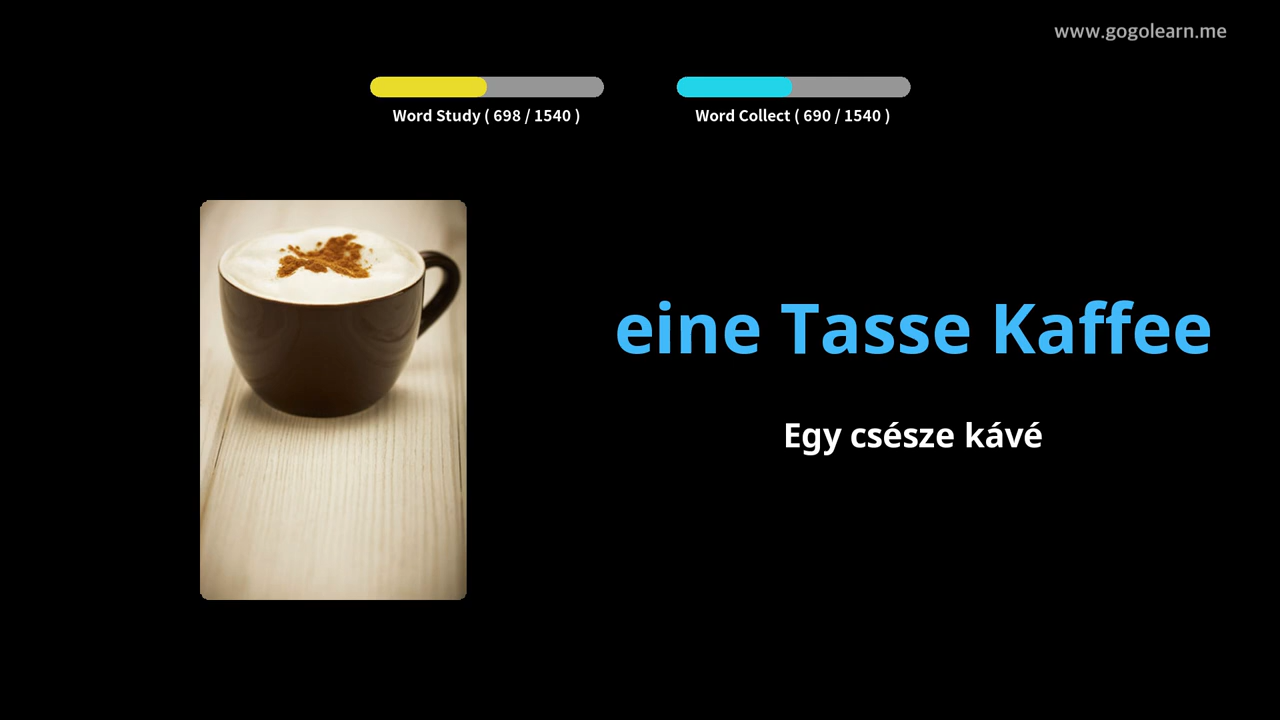 www.gogolearn.me
Word Study ( 698 / 1540 )
Word Collect ( 690 / 1540 )
eine Tasse Kaffee
Egy csésze kávé